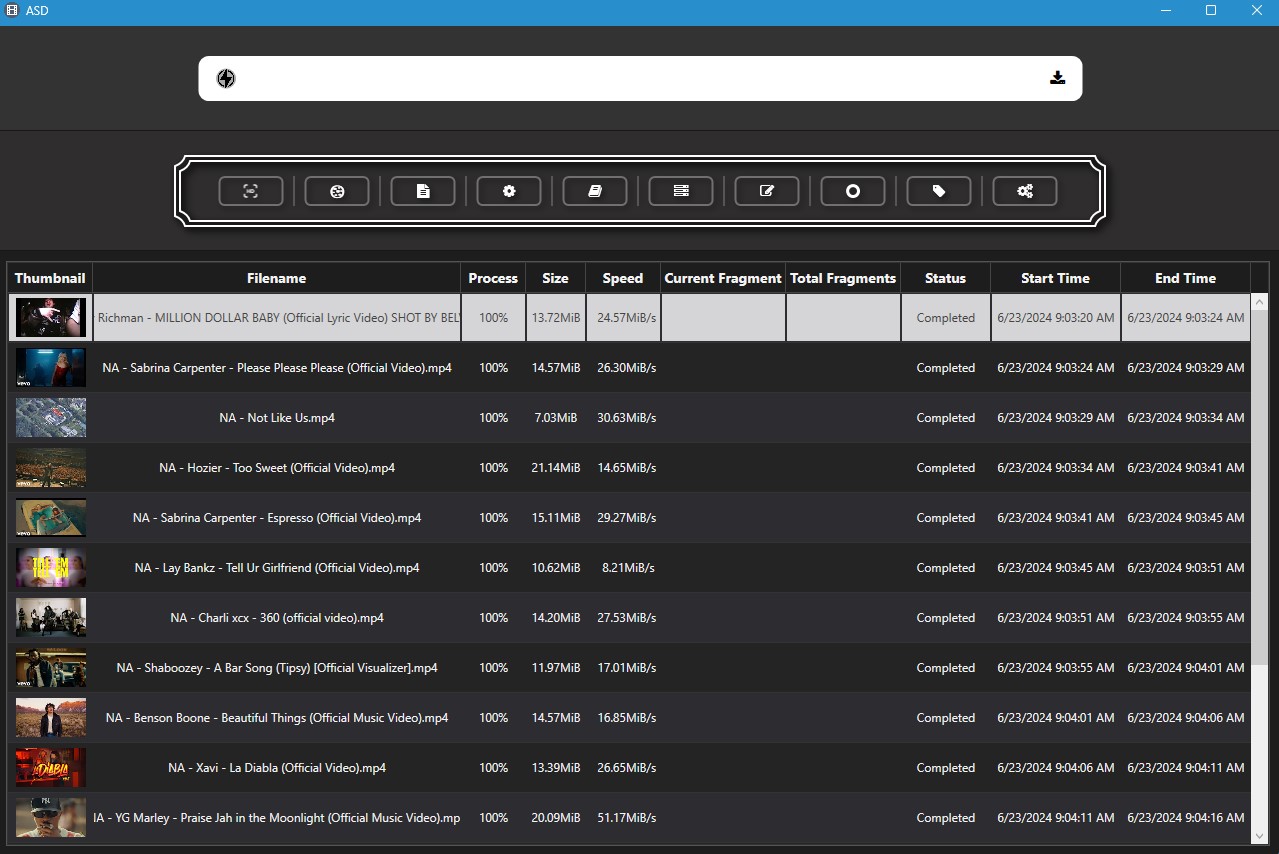 ASD
Thumbnail Filename Process Size Speed Current Fragment Total Fragments Status Start Time End Time
Richman - MILLION DOLLAR BABY (Official Lyric Video) SHOT BY BEL 100% 13.72MiB 24.57MiB/s Completed 6/23/2024 9:03:20 AM 6/23/2024 9:03:24 AM
NA - Sabrina Carpenter - Please Please Please (Official Video).mp4 100% 14.57MiB 26.30MiB/s Completed 6/23/2024 9:03:24 AM 6/23/2024 9:03:29 AM
NA - Not Like Us.mp4 100% 7.03MiB 30.63MiB/s Completed 6/23/2024 9:03:29 AM 6/23/2024 9:03:34 AM
NA - Hozier - Too Sweet (Official Video).mp4 100% 21.14MiB 14.65MiB/s Completed 6/23/2024 9:03:34 AM 6/23/2024 9:03:41 AM
NA - Sabrina Carpenter - Espresso (Official Video).mp4 100% 15.11MiB 29.27MiB/s Completed 6/23/2024 9:03:41 AM 6/23/2024 9:03:45 AM
NA - Lay Bankz - Tell Ur Girlfriend (Official Video).mp4 100% 10.62MiB 8.21MiB/s Completed 6/23/2024 9:03:45 AM 6/23/2024 9:03:51 AM
NA - Charli xcx - 360 (official video).mp4 100% 14.20MiB 27.53MiB/s Completed 6/23/2024 9:03:51 AM 6/23/2024 9:03:55 AM
NA - Shaboozey - A Bar Song (Tipsy) [Official Visualizer].mp4 100% 11.97MiB 17.01MiB/s Completed 6/23/2024 9:03:55 AM 6/23/2024 9:04:01 AM
NA - Benson Boone - Beautiful Things (Official Music Video).mp4 100% 14.57MiB 16.85MiB/s Completed 6/23/2024 9:04:01 AM 6/23/2024 9:04:06 AM
NA - Xavi - La Diabla (Official Video).mp4 100% 13.39MiB 26.65MiB/s Completed 6/23/2024 9:04:06 AM 6/23/2024 9:04:11 AM
IA - YG Marley - Praise Jah in the Moonlight (Official Music Video).mp 100% 20.09MiB 51.17MiB/s Completed 6/23/2024 9:04:11 AM 6/23/2024 9:04:16 AM